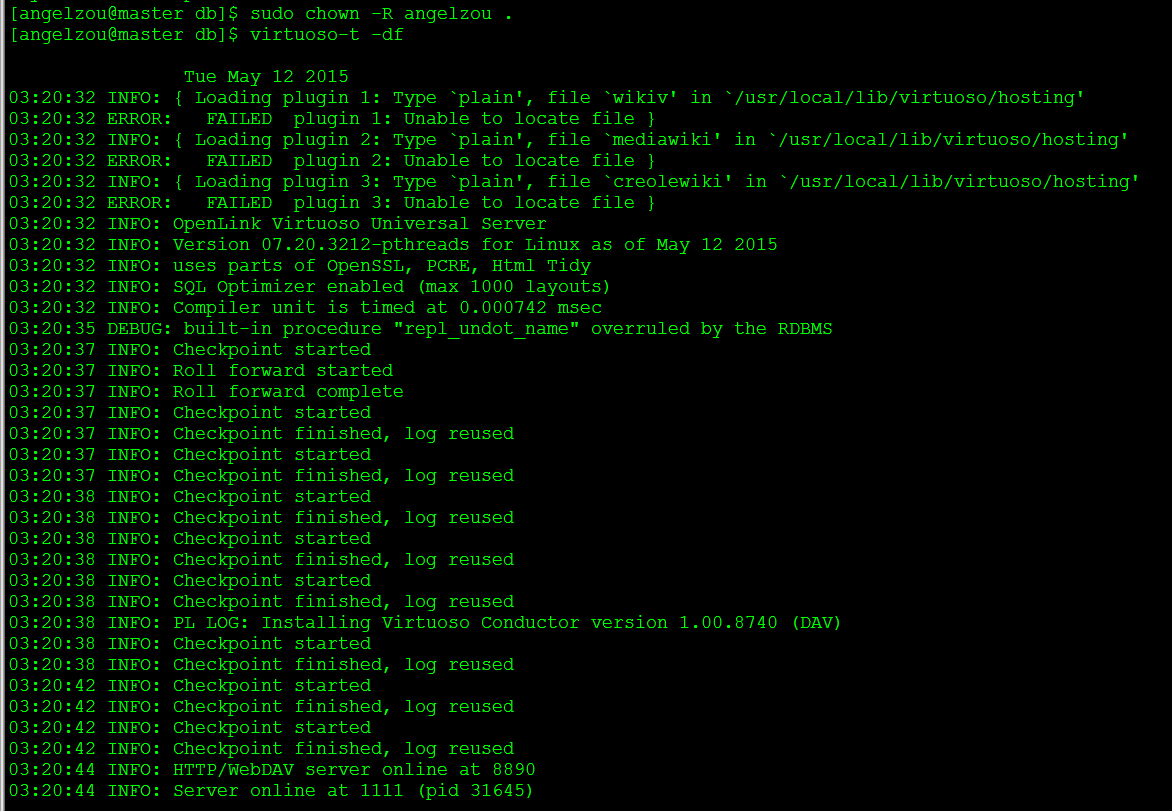 [angelzou@master db]$ sudo chown -R angelzou .
[angelzou@master db]$ virtuoso-t -df
Tue May 12 2015
03:20:32 INFO: { Loading plugin 1: Type `plain', file `wikiv' in `/usr/local/lib/virtuoso/hosting'
03:20:32 ERROR:   FAILED  plugin 1: Unable to locate file }
03:20:32 INFO: { Loading plugin 2: Type `plain', file `mediawiki' in `/usr/local/lib/virtuoso/hosting'
03:20:32 ERROR:   FAILED  plugin 2: Unable to locate file }
03:20:32 INFO: { Loading plugin 3: Type `plain', file `creolewiki' in `/usr/local/lib/virtuoso/hosting'
03:20:32 ERROR:   FAILED  plugin 3: Unable to locate file }
03:20:32 INFO: OpenLink Virtuoso Universal Server
03:20:32 INFO: Version 07.20.3212-pthreads for Linux as of May 12 2015
03:20:32 INFO: uses parts of OpenSSL, PCRE, Html Tidy
03:20:32 INFO: SQL Optimizer enabled (max 1000 layouts)
03:20:32 INFO: Compiler unit is timed at 0.000742 msec
03:20:35 DEBUG: built-in procedure "repl_undot_name" overruled by the RDBMS
03:20:37 INFO: Checkpoint started
03:20:37 INFO: Roll forward started
03:20:37 INFO: Roll forward complete
03:20:37 INFO: Checkpoint started
03:20:37 INFO: Checkpoint finished, log reused
03:20:37 INFO: Checkpoint started
03:20:37 INFO: Checkpoint finished, log reused
03:20:38 INFO: Checkpoint started
03:20:38 INFO: Checkpoint finished, log reused
03:20:38 INFO: Checkpoint started
03:20:38 INFO: Checkpoint finished, log reused
03:20:38 INFO: Checkpoint started
03:20:38 INFO: Checkpoint finished, log reused
03:20:38 INFO: PL LOG: Installing Virtuoso Conductor version 1.00.8740 (DAV)
03:20:38 INFO: Checkpoint started
03:20:38 INFO: Checkpoint finished, log reused
03:20:42 INFO: Checkpoint started
03:20:42 INFO: Checkpoint finished, log reused
03:20:42 INFO: Checkpoint started
03:20:42 INFO: Checkpoint finished, log reused
03:20:44 INFO: HTTP/WebDAV server online at 8890
03:20:44 INFO: Server online at 1111 (pid 31645)